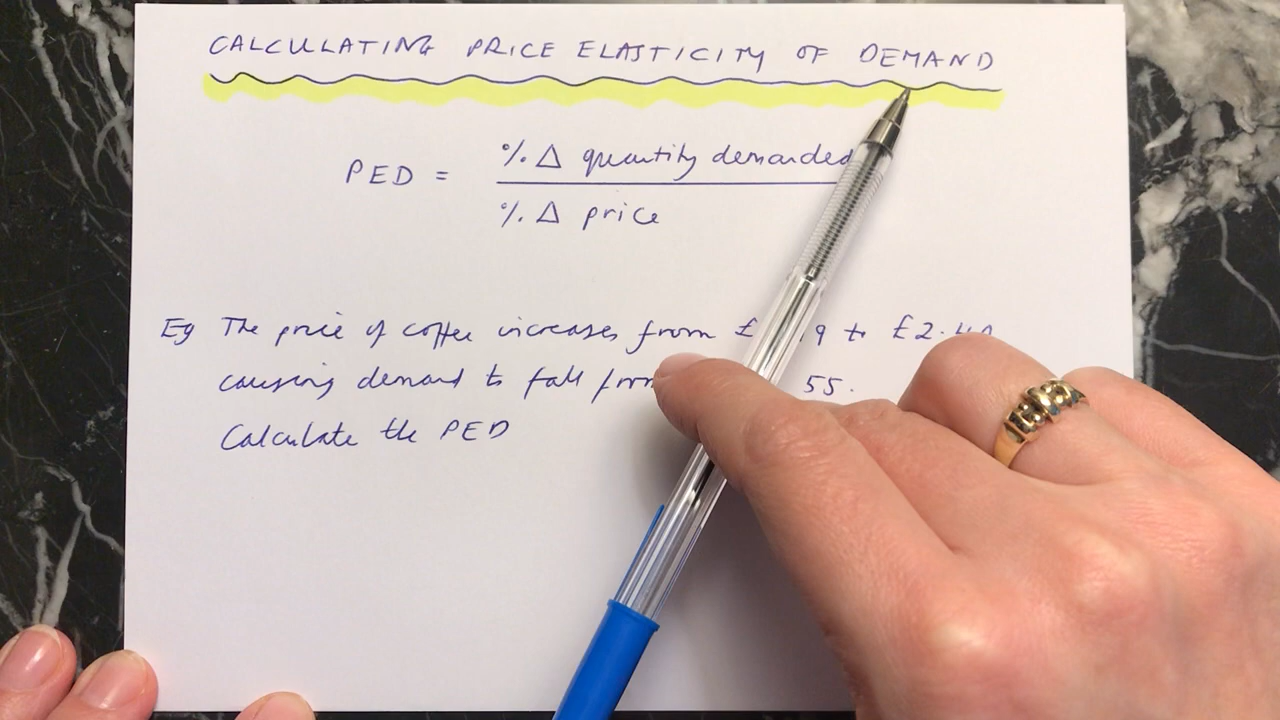 CALCULATING PRICE ELASTICITY OF DEMAND
% Δ quantity demanded
PED =
% Δ price
Eg The price of coffee increases from £ 9 to
causing demand to fall 55.
Calculate the PED